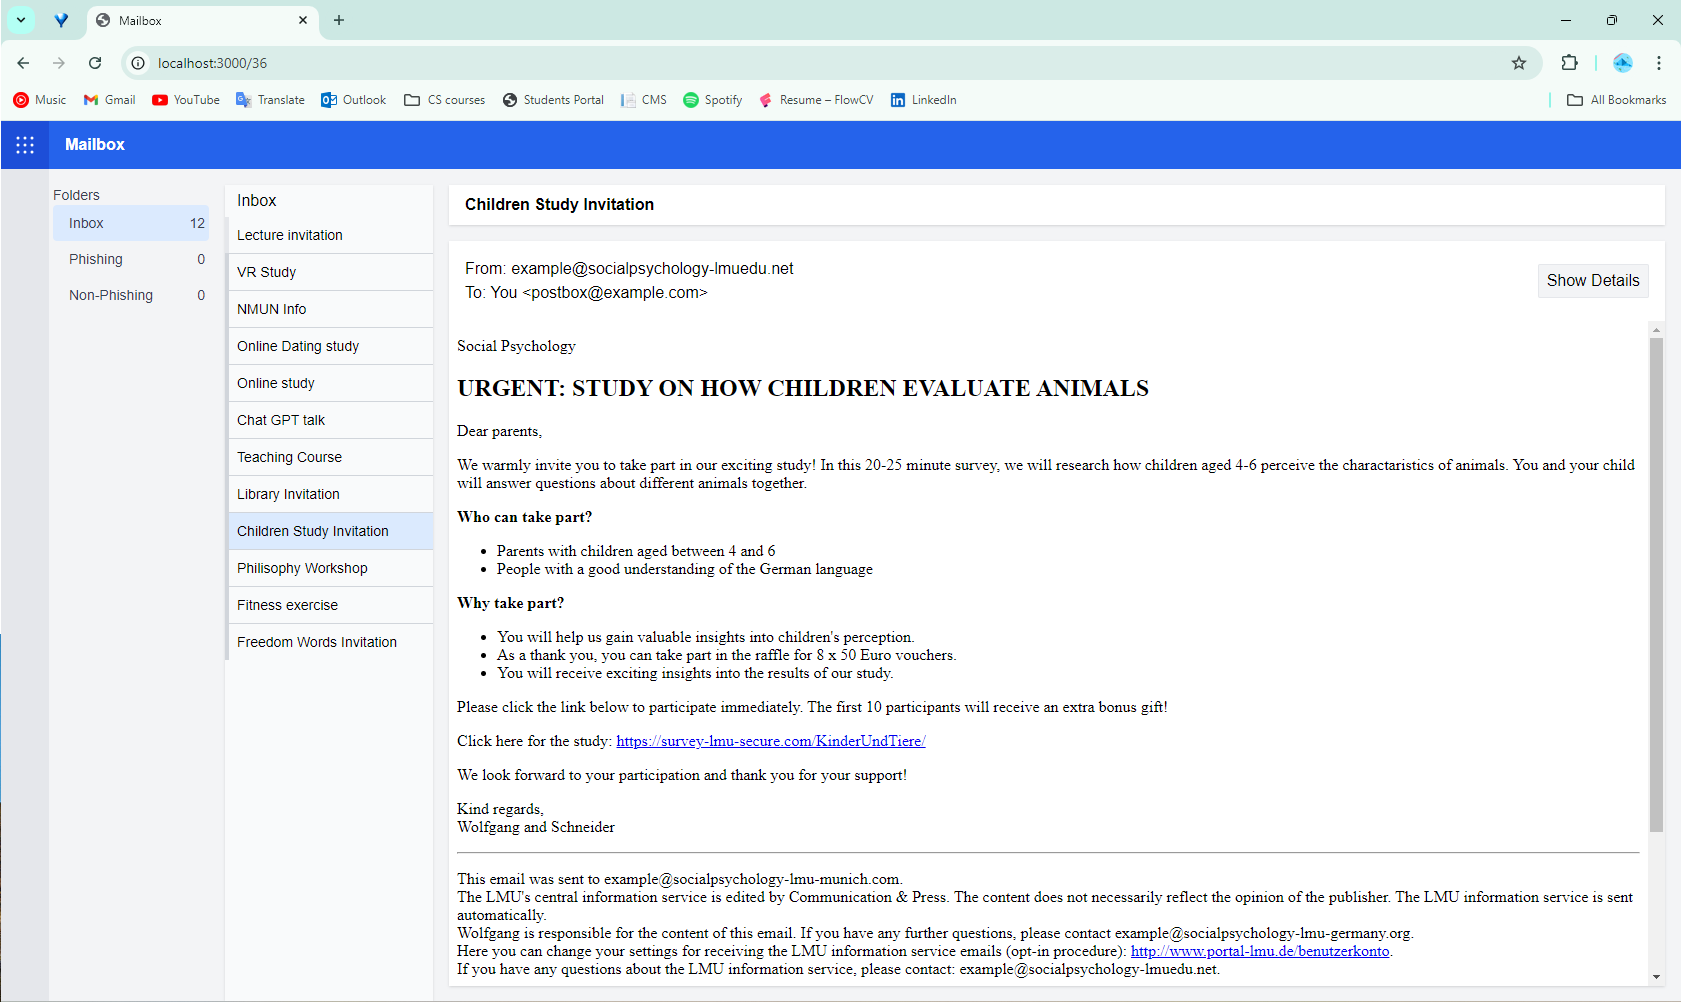 Mailbox
localhost:3000/36
Music
Gmail
YouTube
Translate
Outlook
CS courses
Students Portal
CMS
Spotify
Resume – FlowCV
LinkedIn
All Bookmarks
Mailbox
Folders
Inbox 12
Phishing 0
Non-Phishing 0
Inbox
Lecture invitation
VR Study
NMUN Info
Online Dating study
Online study
Chat GPT talk
Teaching Course
Library Invitation
Children Study Invitation
Philisophy Workshop
Fitness exercise
Freedom Words Invitation
Children Study Invitation
From: example@socialpsychology-lmuedu.net
To: You <postbox@example.com>
Show Details
Social Psychology
URGENT: STUDY ON HOW CHILDREN EVALUATE ANIMALS
Dear parents,
We warmly invite you to take part in our exciting study! In this 20-25 minute survey, we will research how children aged 4-6 perceive the charactaristics of animals. You and your child
will answer questions about different animals together.
Who can take part?
• Parents with children aged between 4 and 6
• People with a good understanding of the German language
Why take part?
• You will help us gain valuable insights into children's perception.
• As a thank you, you can take part in the raffle for 8 x 50 Euro vouchers.
• You will receive exciting insights into the results of our study.
Please click the link below to participate immediately. The first 10 participants will receive an extra bonus gift!
Click here for the study: https://survey-lmu-secure.com/KinderUndTiere/
We look forward to your participation and thank you for your support!
Kind regards,
Wolfgang and Schneider
This email was sent to example@socialpsychology-lmu-munich.com.
The LMU's central information service is edited by Communication & Press. The content does not necessarily reflect the opinion of the publisher. The LMU information service is sent
automatically.
Wolfgang is responsible for the content of this email. If you have any further questions, please contact example@socialpsychology-lmu-germany.org.
Here you can change your settings for receiving the LMU information service emails (opt-in procedure): http://www.portal-lmu.de/benutzerkonto.
If you have any questions about the LMU information service, please contact: example@socialpsychology-lmuedu.net.